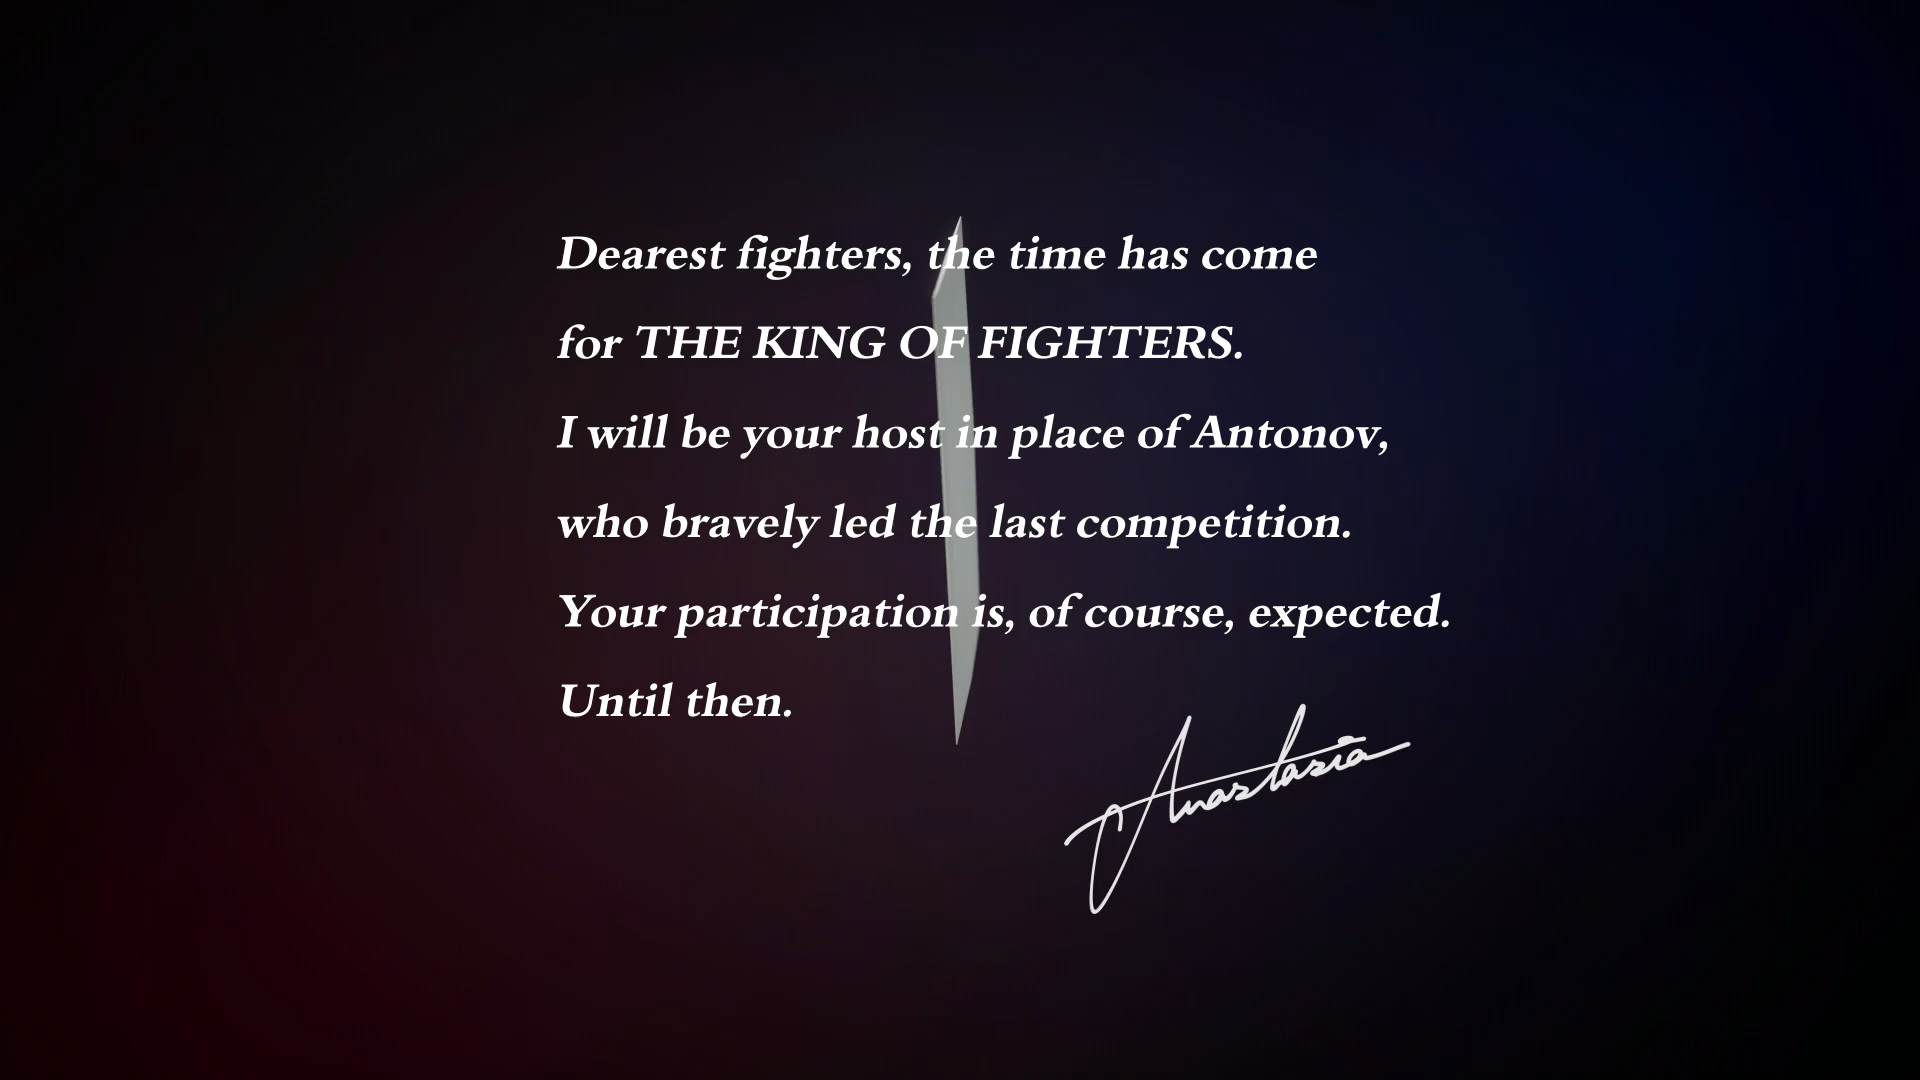 Dearest fighters, the time has come
for THE KING OF FIGHTERS.
I will be your host in place of Antonov,
who bravely led the last competition.
Your participation is, of course, expected.
Until then.
Anastasia